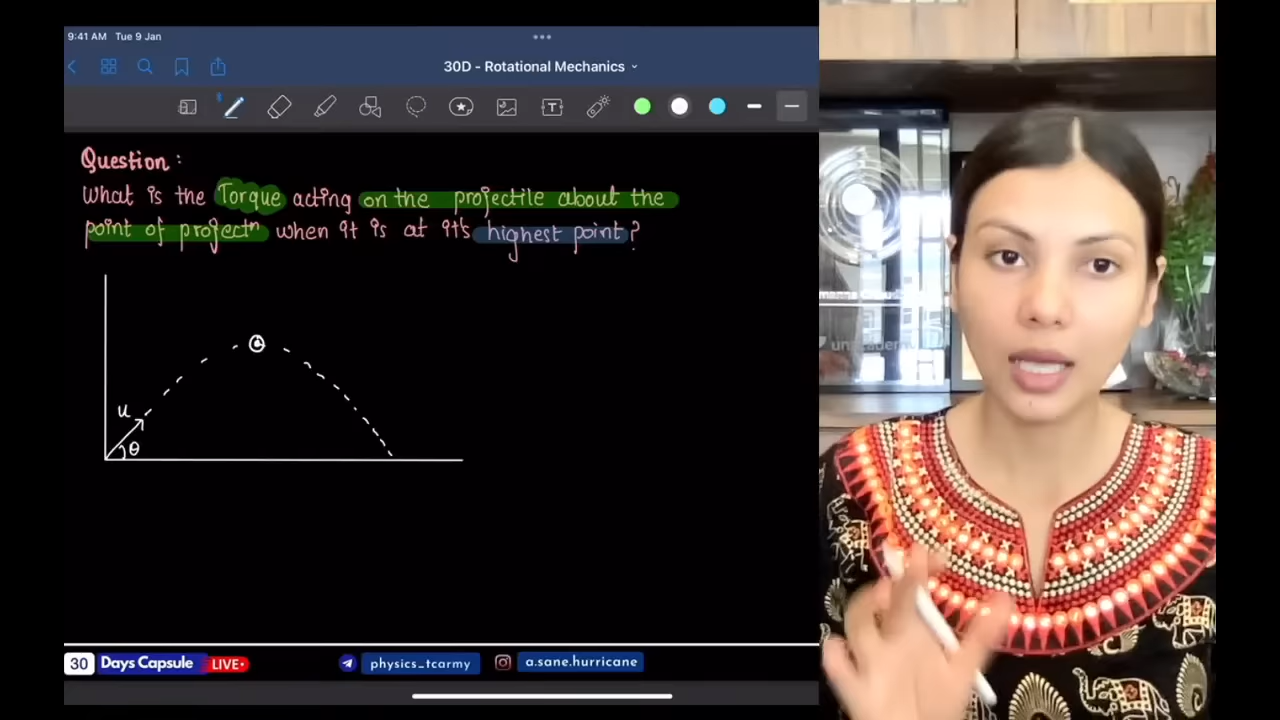 9:41 AM Tue 9 Jan
30D - Rotational Mechanics
T
Question :
What is the Torque acting on the projectile about the
point of projectⁿ when it is at it's highest point?
u
θ
30 Days Capsule LIVE
physics_tcarmy
a.sane.hurricane